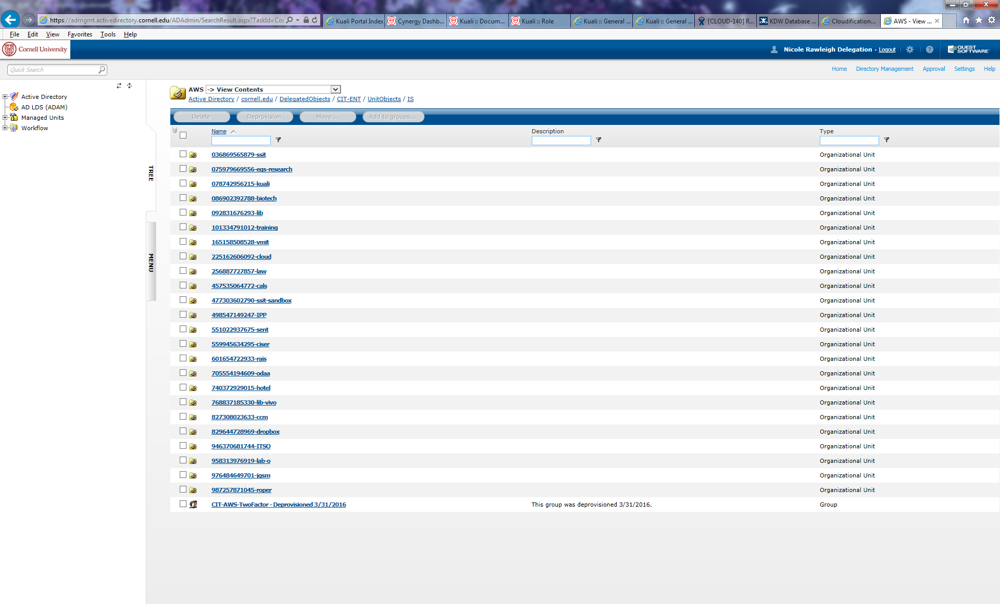 https://admgmt.activedirectory.cornell.edu/ADAdmin/SearchResult.aspx?TaskId=Co
Kuali Portal Index
Cynergy Dashb...
Kuali :: Docum...
Kuali :: Role
Kuali :: General ...
Kuali :: General ...
[CLOUD-140] R...
KDW Database ...
Cloudification...
AWS - View ...
File Edit View Favorites Tools Help
Cornell University
Nicole Rawleigh Delegation · Logout
QUEST SOFTWARE
Quick Search
Home Directory Management Approval Settings Help
Active Directory
AD LDS (ADAM)
Managed Units
Workflow
TREE
MENU
AWS -> View Contents
Active Directory / cornell.edu / DelegatedObjects / CIT-ENT / UnitObjects / IS
Delete Deprovision Move... Add to groups...
Name Description Type
036869565879-ssit Organizational Unit
075979669556-eqs-research Organizational Unit
078742956215-kuali Organizational Unit
086902392788-biotech Organizational Unit
092831676293-lib Organizational Unit
101334791012-training Organizational Unit
165158508528-vmit Organizational Unit
225162606092-cloud Organizational Unit
256887727857-law Organizational Unit
457535064772-cals Organizational Unit
477303602790-ssit-sandbox Organizational Unit
498547149247-IPP Organizational Unit
551022937675-sent Organizational Unit
559945634295-ciser Organizational Unit
601654722933-rais Organizational Unit
705554194609-odaa Organizational Unit
740372929015-hotel Organizational Unit
768837185330-lib-vivo Organizational Unit
827308023633-ccm Organizational Unit
829644728969-dropbox Organizational Unit
946370681744-ITSO Organizational Unit
958313976919-lab-o Organizational Unit
976484649701-jgsm Organizational Unit
987257871045-roper Organizational Unit
CIT-AWS-TwoFactor - Deprovisioned 3/31/2016 This group was deprovisioned 3/31/2016. Group